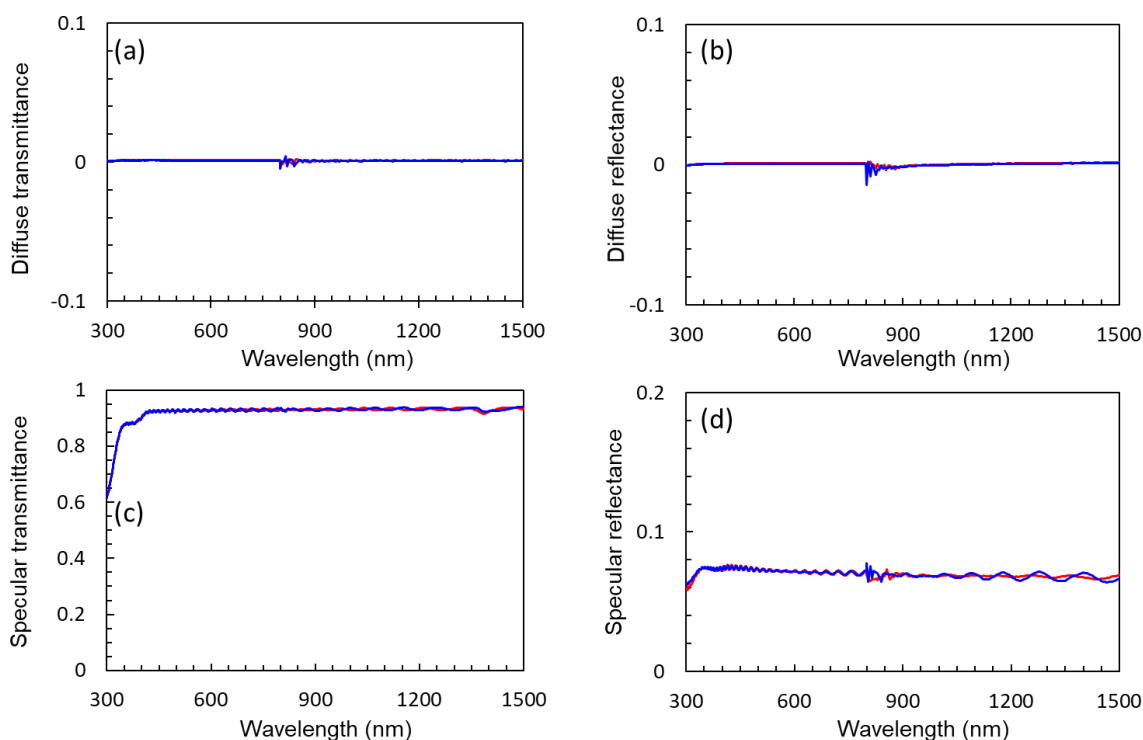 0.1
(a)
Diffuse transmittance
0
-0.1
300 600 900 1200 1500
Wavelength (nm)
0.1
(b)
Diffuse reflectance
0
-0.1
300 600 900 1200 1500
Wavelength (nm)
1
0.8
Specular transmittance
0.6
(c)
0.4
0.2
0
300 600 900 1200 1500
Wavelength (nm)
0.2
(d)
Specular reflectance
0.1
0
300 600 900 1200 1500
Wavelength (nm)